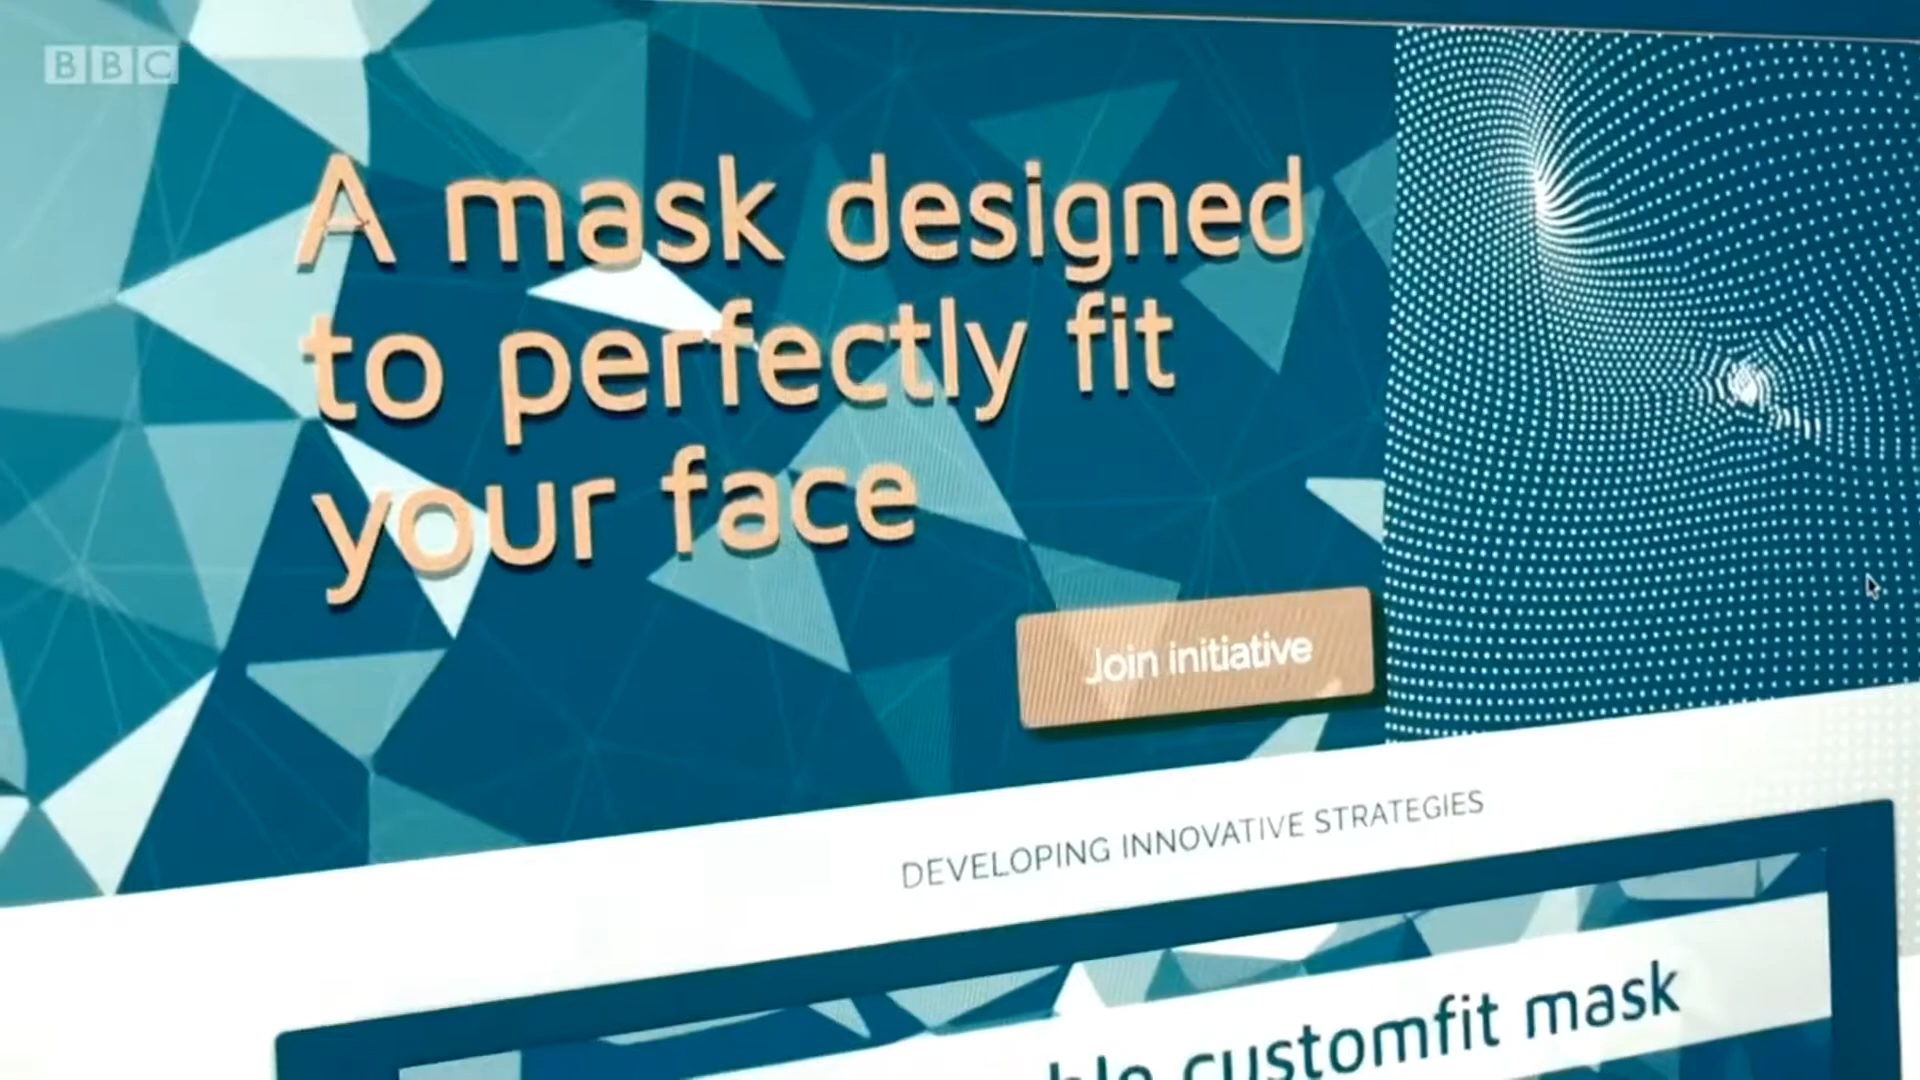 BBC
A mask designed
to perfectly fit
your face
Join initiative
DEVELOPING INNOVATIVE STRATEGIES
customfit mask